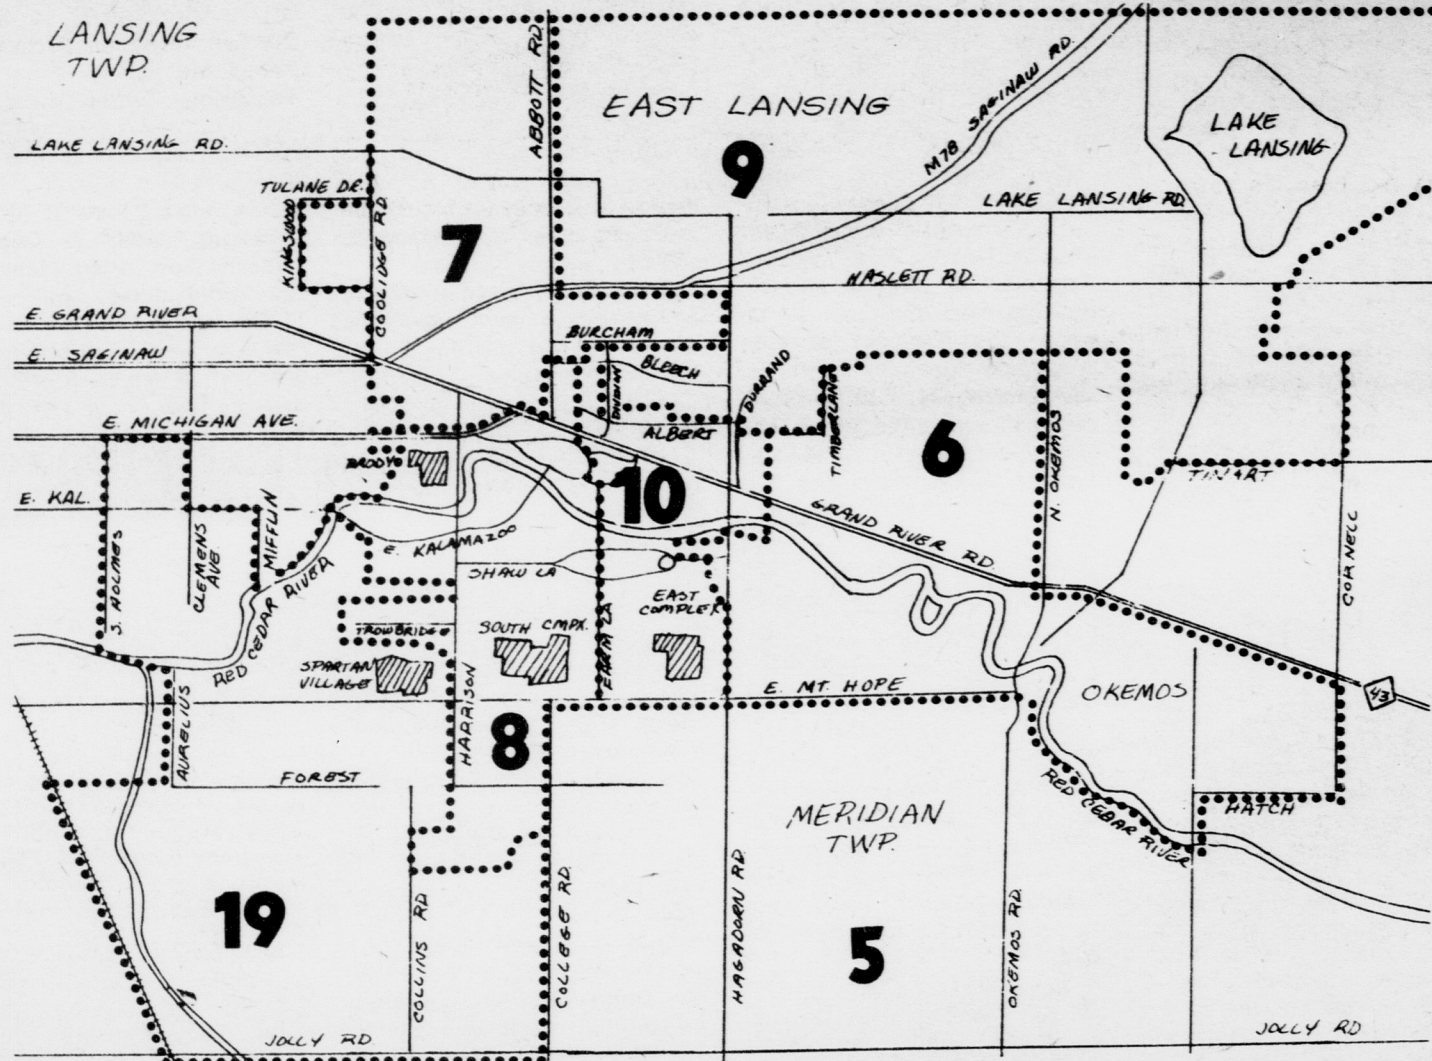 LANSING
TWP.
ABBOTT RD.
EAST LANSING
M78 SAGINAW RD.
LAKE
LANSING
LAKE LANSING RD.
9
TULANE DR.
KINGSWOOD
COOLIDGE RD.
7
LAKE LANSING RD
HASLETT RD.
E. GRAND RIVER
BURCHAM
E. SAGINAW
BLEECH
DIVISION
DURRAND
TIMBERLANE
E. MICHIGAN AVE.
ALBERT
6
N. OKEMOS
BRODY
TINART
10
E. KAL.
S. HOLMES
CLEMENS
AVE.
MIFFLIN
GRAND RIVER RD.
E. KALAMAZOO
CORNELL
SHAW LA
RED CEDAR RIVER
EAST
COMPLEX
TROWBRIDGE
SOUTH CMPX.
FARM LA
SPARTAN
VILLAGE
E. MT. HOPE
OKEMOS
43
AURELIUS
HARRISON
8
FOREST
RED CEDAR RIVER
MERIDIAN
TWP.
HATCH
19
COLLINS RD
COLLEGE RD.
HAGADORN RD.
5
OKEMOS RD.
JOLLY RD
JOLLY RD